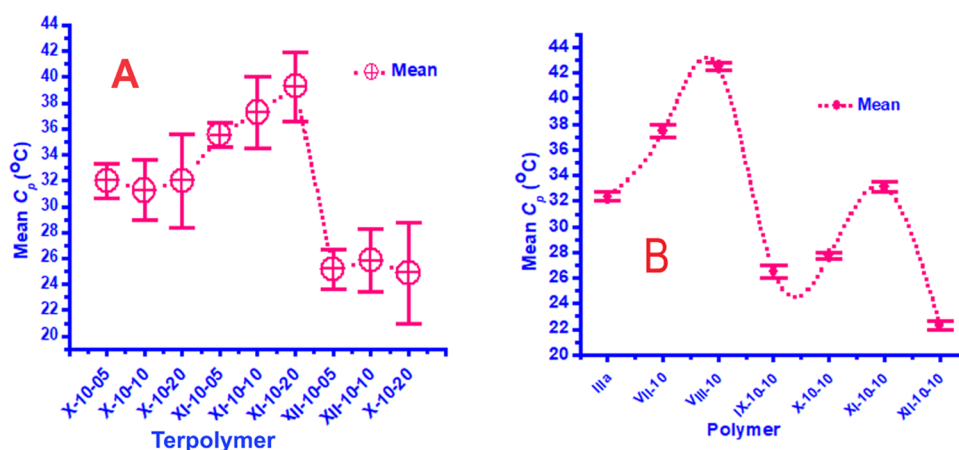 A
Mean
Mean Cp (°C)
44
42
40
38
36
34
32
30
28
26
24
22
20
X-10-05
X-10-10
X-10-20
XI-10-05
XI-10-10
XI-10-20
XII-10-05
XII-10-10
X-10-20
Terpolymer
B
Mean
Mean Cp (°C)
44
42
40
38
36
34
32
30
28
26
24
22
20
IIIa
VII-10
VIII-10
IX-10-10
X-10-10
XI-10-10
XII-10-10
Polymer